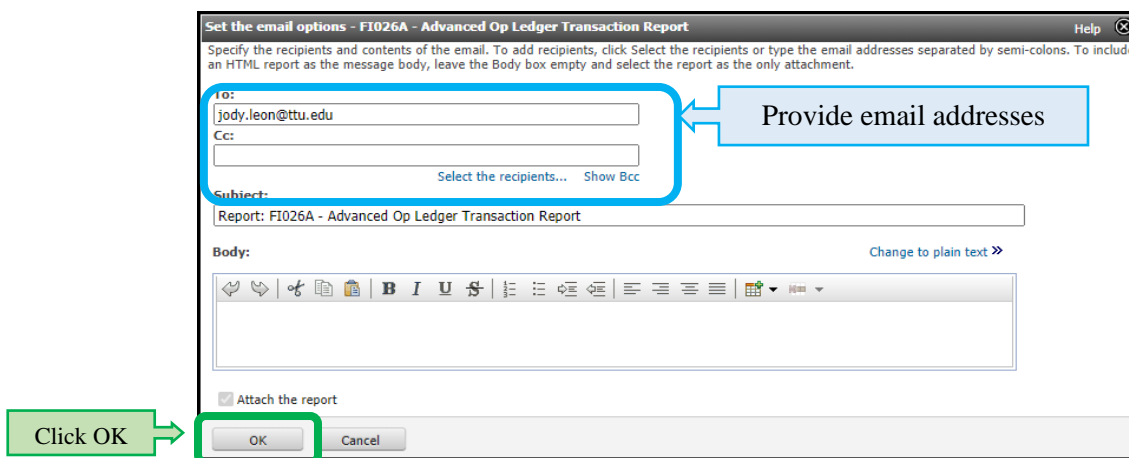 Set the email options - FI026A - Advanced Op Ledger Transaction Report
Help
Specify the recipients and contents of the email. To add recipients, click Select the recipients or type the email addresses separated by semi-colons. To include
an HTML report as the message body, leave the Body box empty and select the report as the only attachment.
To:
jody.leon@ttu.edu
Provide email addresses
Cc:
Select the recipients... Show Bcc
Subject:
Report: FI026A - Advanced Op Ledger Transaction Report
Body:
Change to plain text »
B I U S
Attach the report
Click OK
OK
Cancel